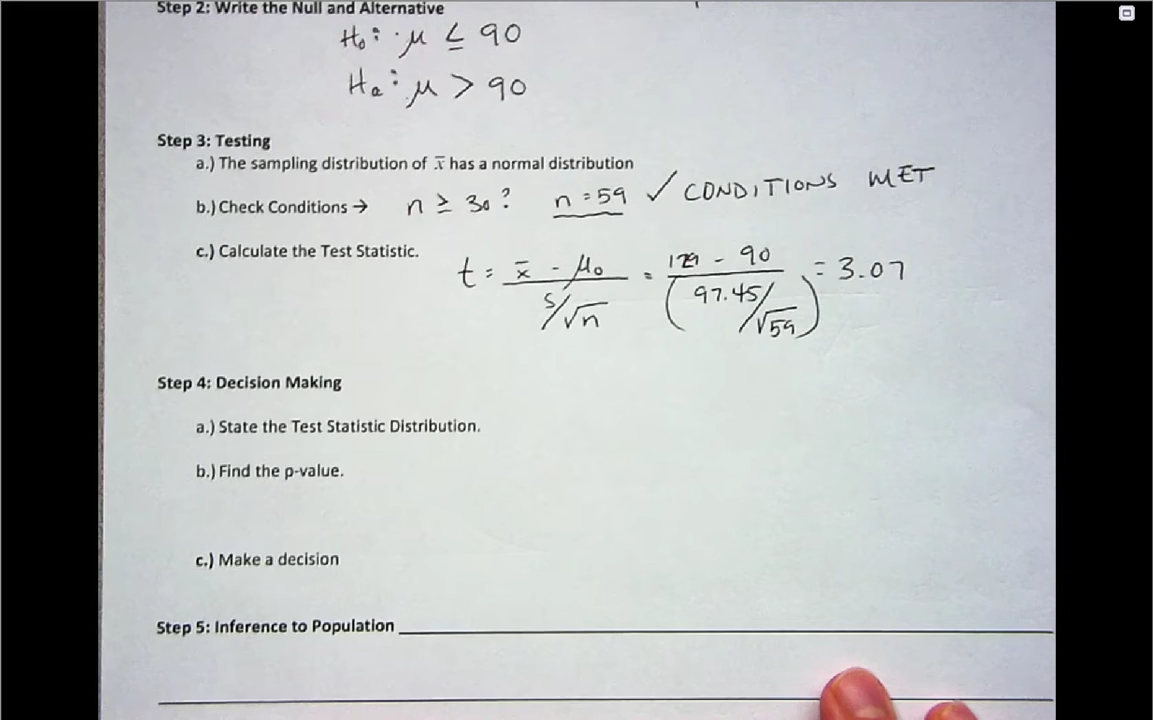 Step 2: Write the Null and Alternative
H₀: μ ≤ 90
Hₐ: μ > 90
Step 3: Testing
a.) The sampling distribution of x̄ has a normal distribution
b.) Check Conditions → n ≥ 30? n = 59 ✓ CONDITIONS MET
c.) Calculate the Test Statistic.
t = (x̄ - μ₀) / (s/√n) = (129 - 90) / (97.45/√59) = 3.07
Step 4: Decision Making
a.) State the Test Statistic Distribution.
b.) Find the p-value.
c.) Make a decision
Step 5: Inference to Population